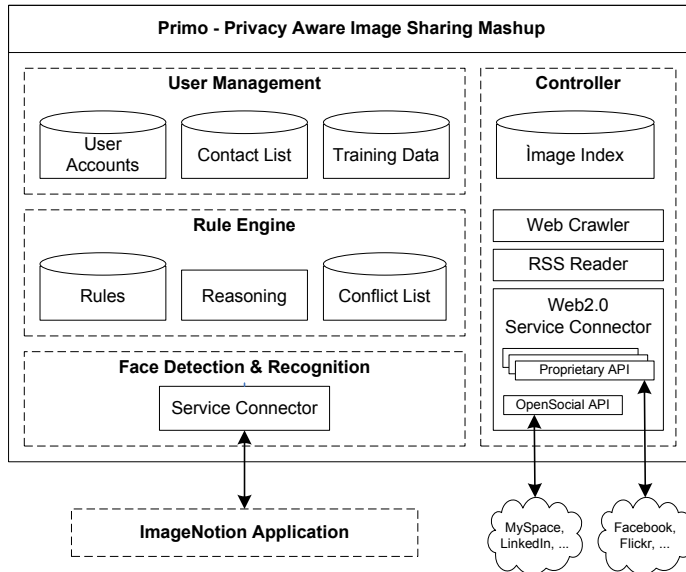 Primo - Privacy Aware Image Sharing Mashup
User Management
User
Accounts
Contact List
Training Data
Rule Engine
Rules
Reasoning
Conflict List
Face Detection & Recognition
Service Connector
Controller
Ìmage Index
Web Crawler
RSS Reader
Web2.0
Service Connector
Proprietary API
OpenSocial API
ImageNotion Application
MySpace,
LinkedIn, ...
Facebook,
Flickr, ...